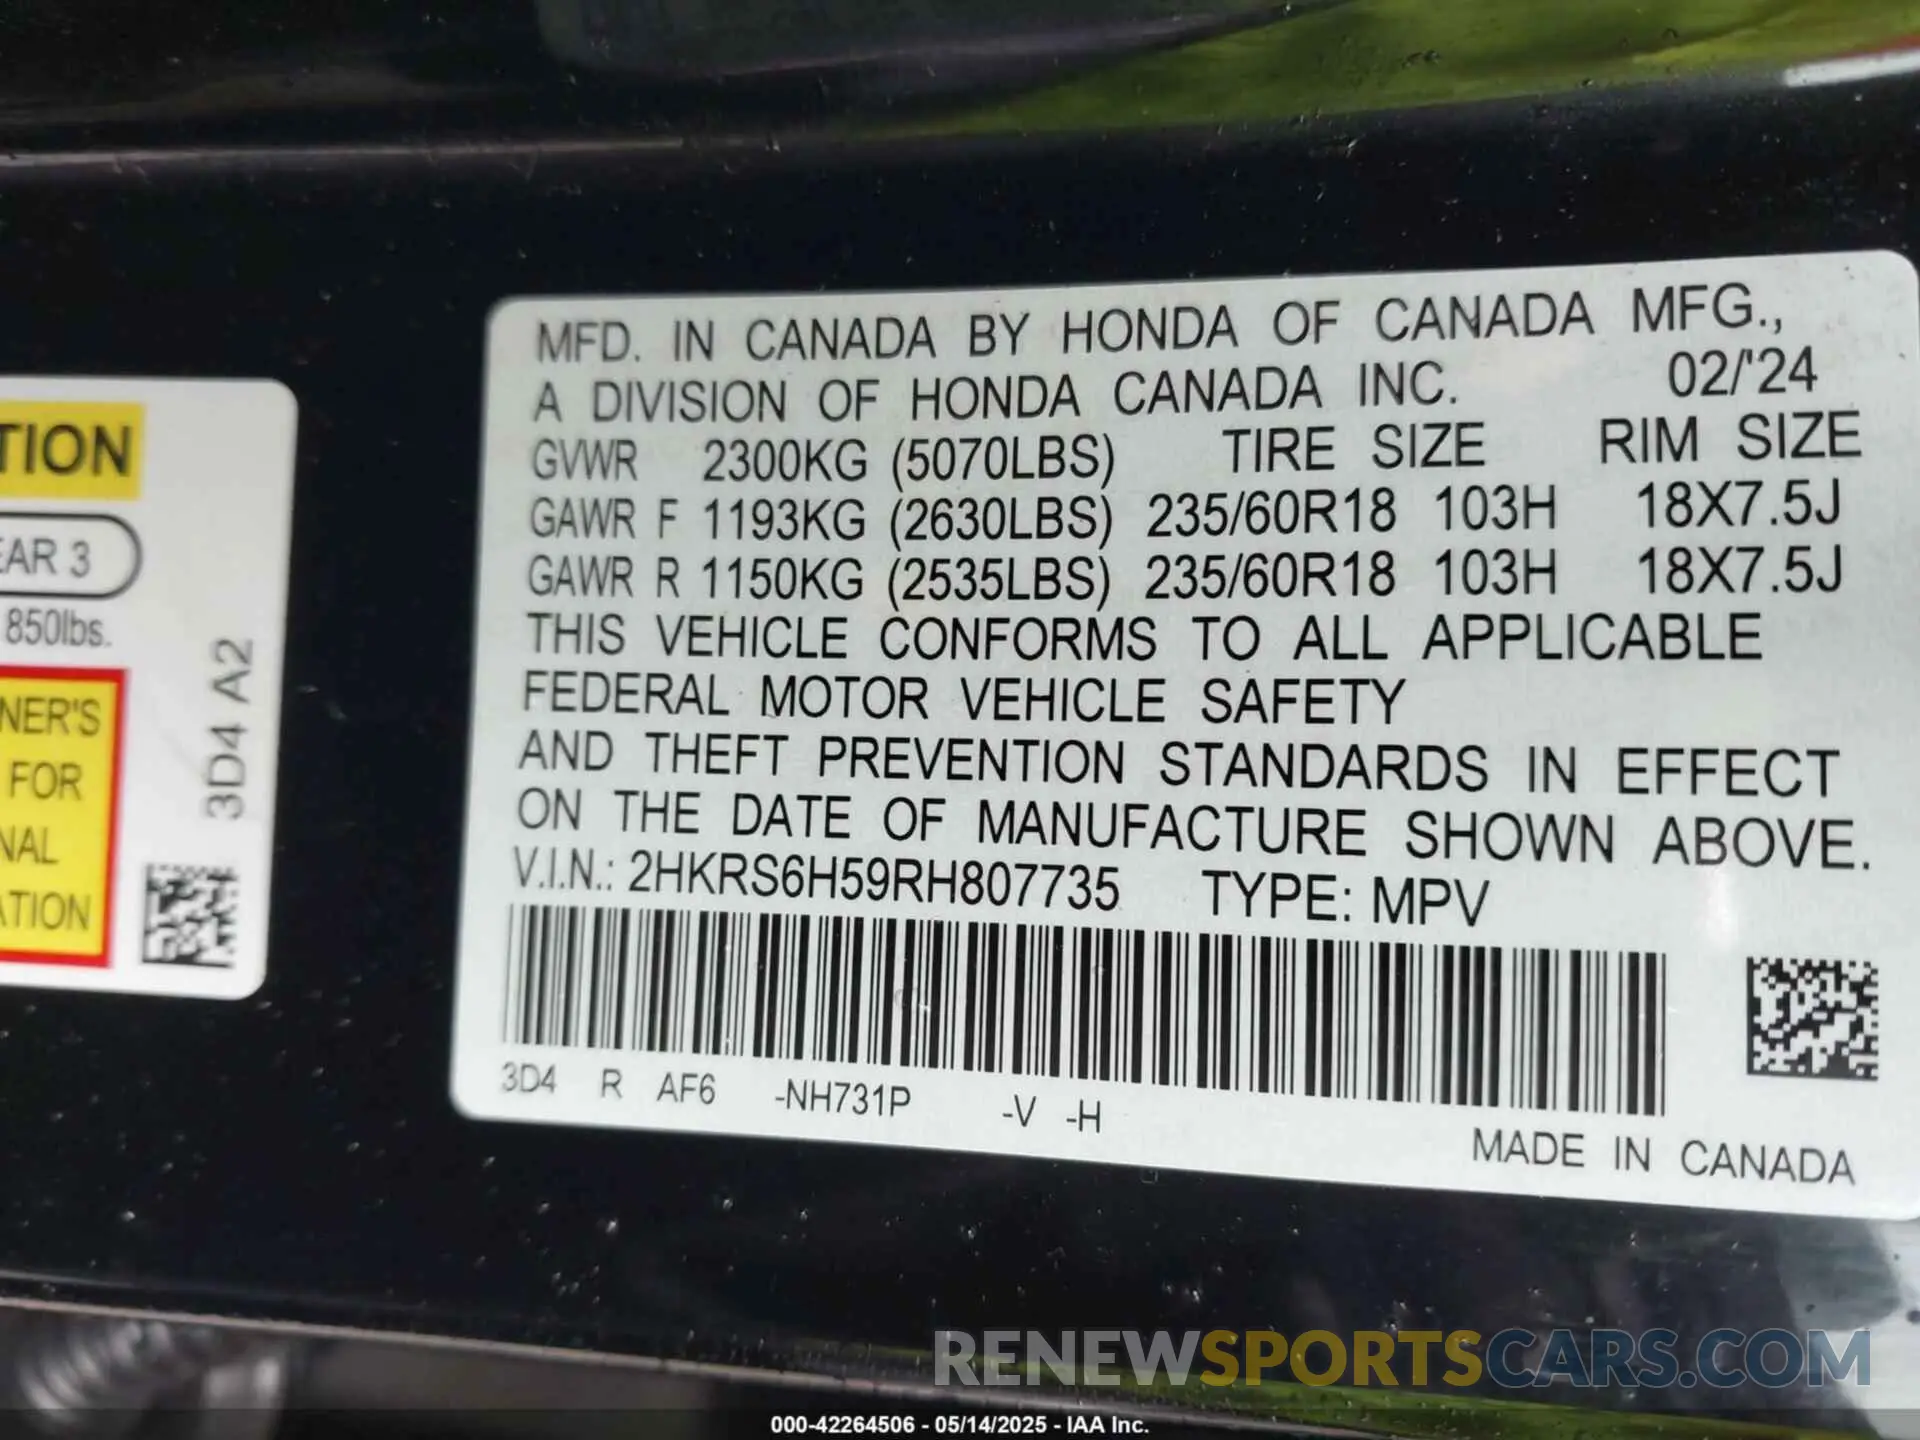 MFD. IN CANADA BY HONDA OF CANADA MFG.,
A DIVISION OF HONDA CANADA INC. 02/'24
GVWR 2300KG (5070LBS) TIRE SIZE RIM SIZE
GAWR F 1193KG (2630LBS) 235/60R18 103H 18X7.5J
GAWR R 1150KG (2535LBS) 235/60R18 103H 18X7.5J
THIS VEHICLE CONFORMS TO ALL APPLICABLE
FEDERAL MOTOR VEHICLE SAFETY
AND THEFT PREVENTION STANDARDS IN EFFECT
ON THE DATE OF MANUFACTURE SHOWN ABOVE.
V.I.N.: 2HKRS6H59RH807735 TYPE: MPV
3D4 R AF6 -NH731P -V -H
MADE IN CANADA
TION
EAR 3
850lbs.
NER'S
FOR
NAL
ATION
3D4 A2
RENEWSPORTSCARS.COM
000-42264506 - 05/14/2025 - IAA Inc.